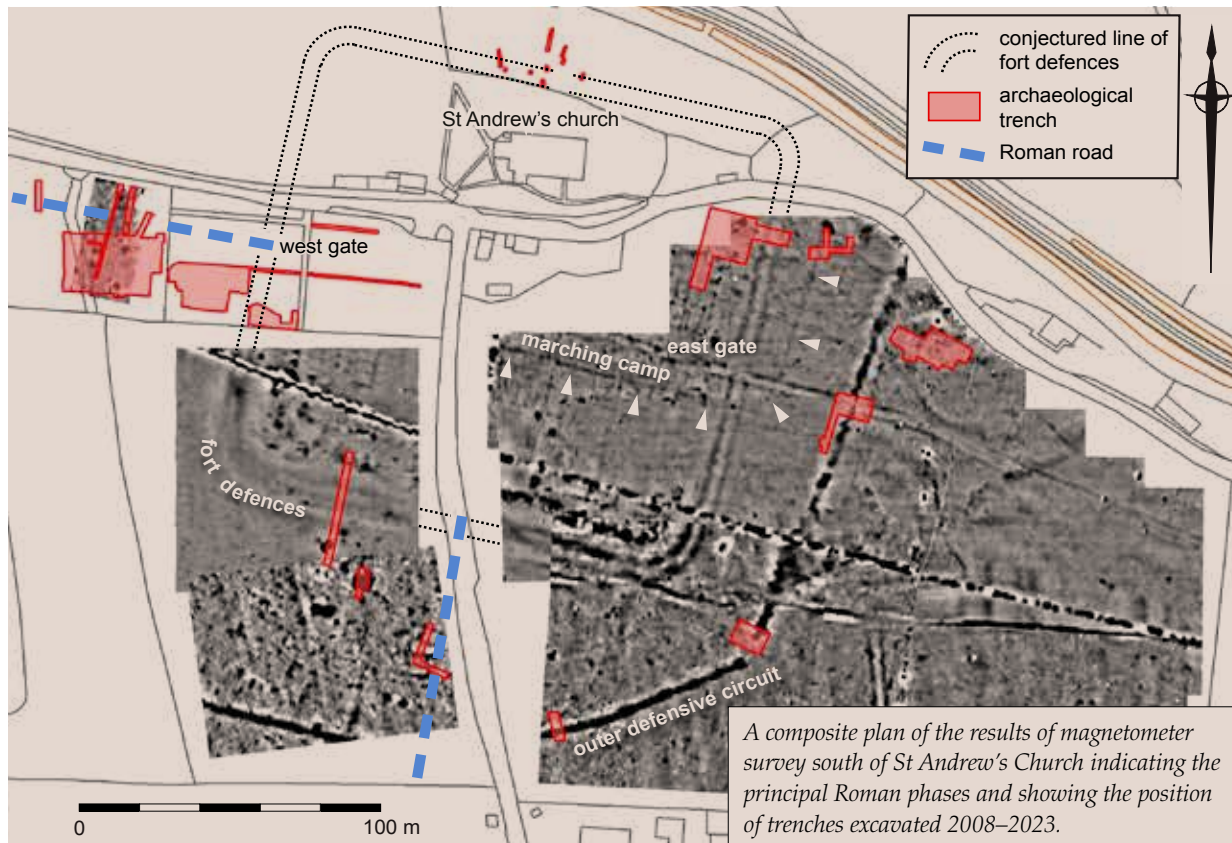 conjectured line of
fort defences
archaeological
trench
Roman road
St Andrew's church
west gate
east gate
marching camp
fort defences
outer defensive circuit
0
100 m
A composite plan of the results of magnetometer
survey south of St Andrew's Church indicating the
principal Roman phases and showing the position
of trenches excavated 2008–2023.